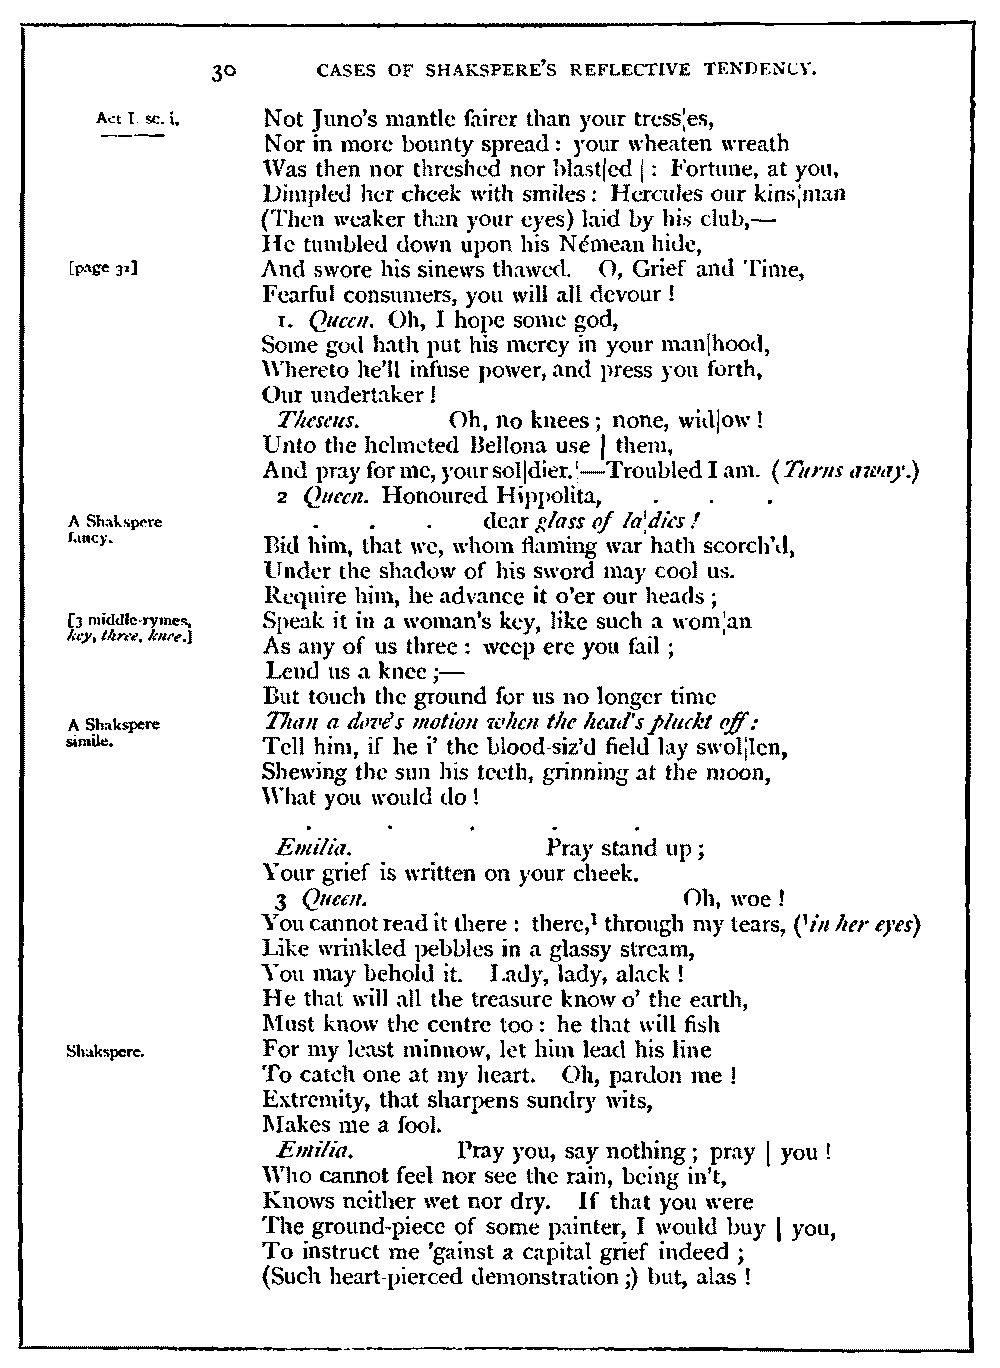 30 CASES OF SHAKSPERE'S REFLECTIVE TENDENCY.
Act I. sc. i. Not Juno's mantle fairer than your tress¦es,
Nor in more bounty spread : your wheaten wreath
Was then nor threshed nor blast|ed | : Fortune, at you,
Dimpled her cheek with smiles : Hercules our kins¦man
(Then weaker than your eyes) laid by his club,—
He tumbled down upon his Némean hide,
[page 31] And swore his sinews thawed. O, Grief and Time,
Fearful consumers, you will all devour !
1. Queen. Oh, I hope some god,
Some god hath put his mercy in your man|hood,
Whereto he'll infuse power, and press you forth,
Our undertaker !
Theseus. Oh, no knees ; none, wid|ow !
Unto the helmeted Bellona use | them,
And pray for me, your sol|dier.¦—Troubled I am. (Turns away.)
2 Queen. Honoured Hippolita, . . .
A Shakspere fancy. . . . dear glass of la¦dies !
Bid him, that we, whom flaming war hath scorch'd,
Under the shadow of his sword may cool us.
Require him, he advance it o'er our heads ;
[3 middle-rymes, key, three, knee.] Speak it in a woman's key, like such a wom¦an
As any of us three : weep ere you fail ;
Lend us a knee ;—
But touch the ground for us no longer time
A Shakspere simile. Than a dove's motion when the head's pluckt off :
Tell him, if he i' the blood-siz'd field lay swol|len,
Shewing the sun his teeth, grinning at the moon,
What you would do !
. . . . .
Emilia. Pray stand up ;
Your grief is written on your cheek.
3 Queen. Oh, woe !
You cannot read it there : there,¹ through my tears, (¹in her eyes)
Like wrinkled pebbles in a glassy stream,
You may behold it. Lady, lady, alack !
He that will all the treasure know o' the earth,
Must know the centre too : he that will fish
Shakspere. For my least minnow, let him lead his line
To catch one at my heart. Oh, pardon me !
Extremity, that sharpens sundry wits,
Makes me a fool.
Emilia. Pray you, say nothing ; pray | you !
Who cannot feel nor see the rain, being in't,
Knows neither wet nor dry. If that you were
The ground-piece of some painter, I would buy | you,
To instruct me 'gainst a capital grief indeed ;
(Such heart-pierced demonstration ;) but, alas !